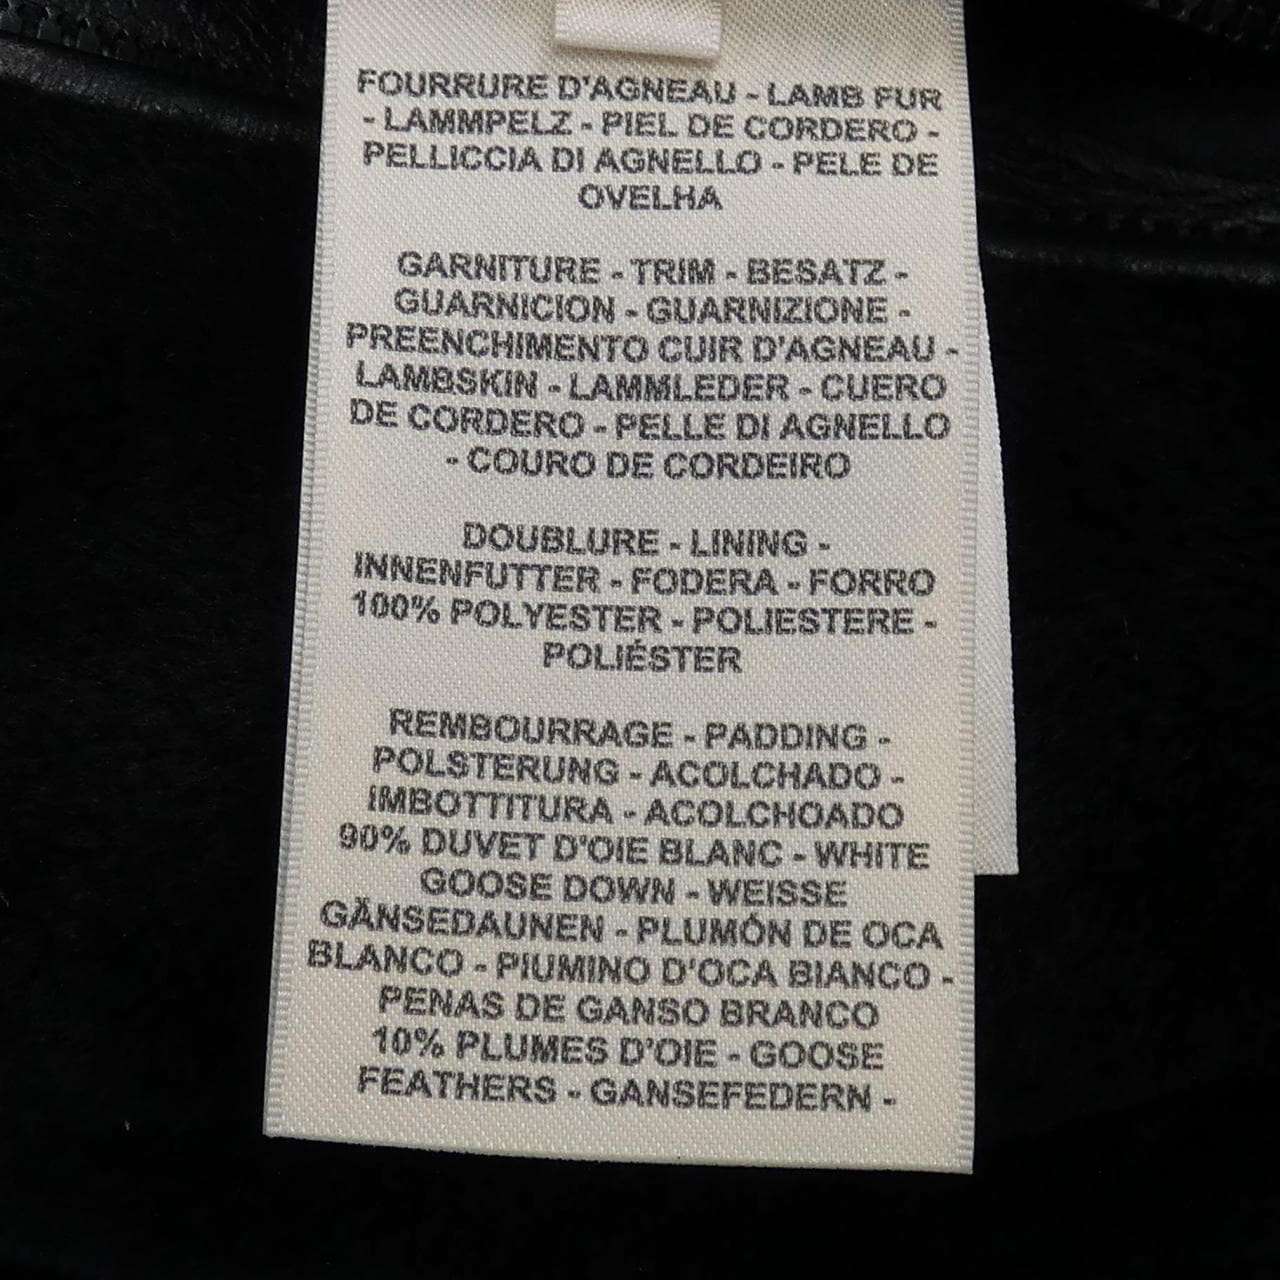 FOURRURE D'AGNEAU - LAMB FUR
- LAMMPELZ - PIEL DE CORDERO -
PELLICCIA DI AGNELLO - PELE DE
OVELHA
GARNITURE - TRIM - BESATZ -
GUARNICION - GUARNIZIONE -
PREENCHIMENTO CUIR D'AGNEAU -
LAMBSKIN - LAMMLEDER - CUERO
DE CORDERO - PELLE DI AGNELLO
- COURO DE CORDEIRO
DOUBLURE - LINING -
INNENFUTTER - FODERA - FORRO
100% POLYESTER - POLIESTERE -
POLIÉSTER
REMBOURRAGE - PADDING -
POLSTERUNG - ACOLCHADO -
IMBOTTITURA - ACOLCHOADO
90% DUVET D'OIE BLANC - WHITE
GOOSE DOWN - WEISSE
GÄNSEDAUNEN - PLUMÓN DE OCA
BLANCO - PIUMINO D'OCA BIANCO -
PENAS DE GANSO BRANCO
10% PLUMES D'OIE - GOOSE
FEATHERS - GANSEFEDERN -